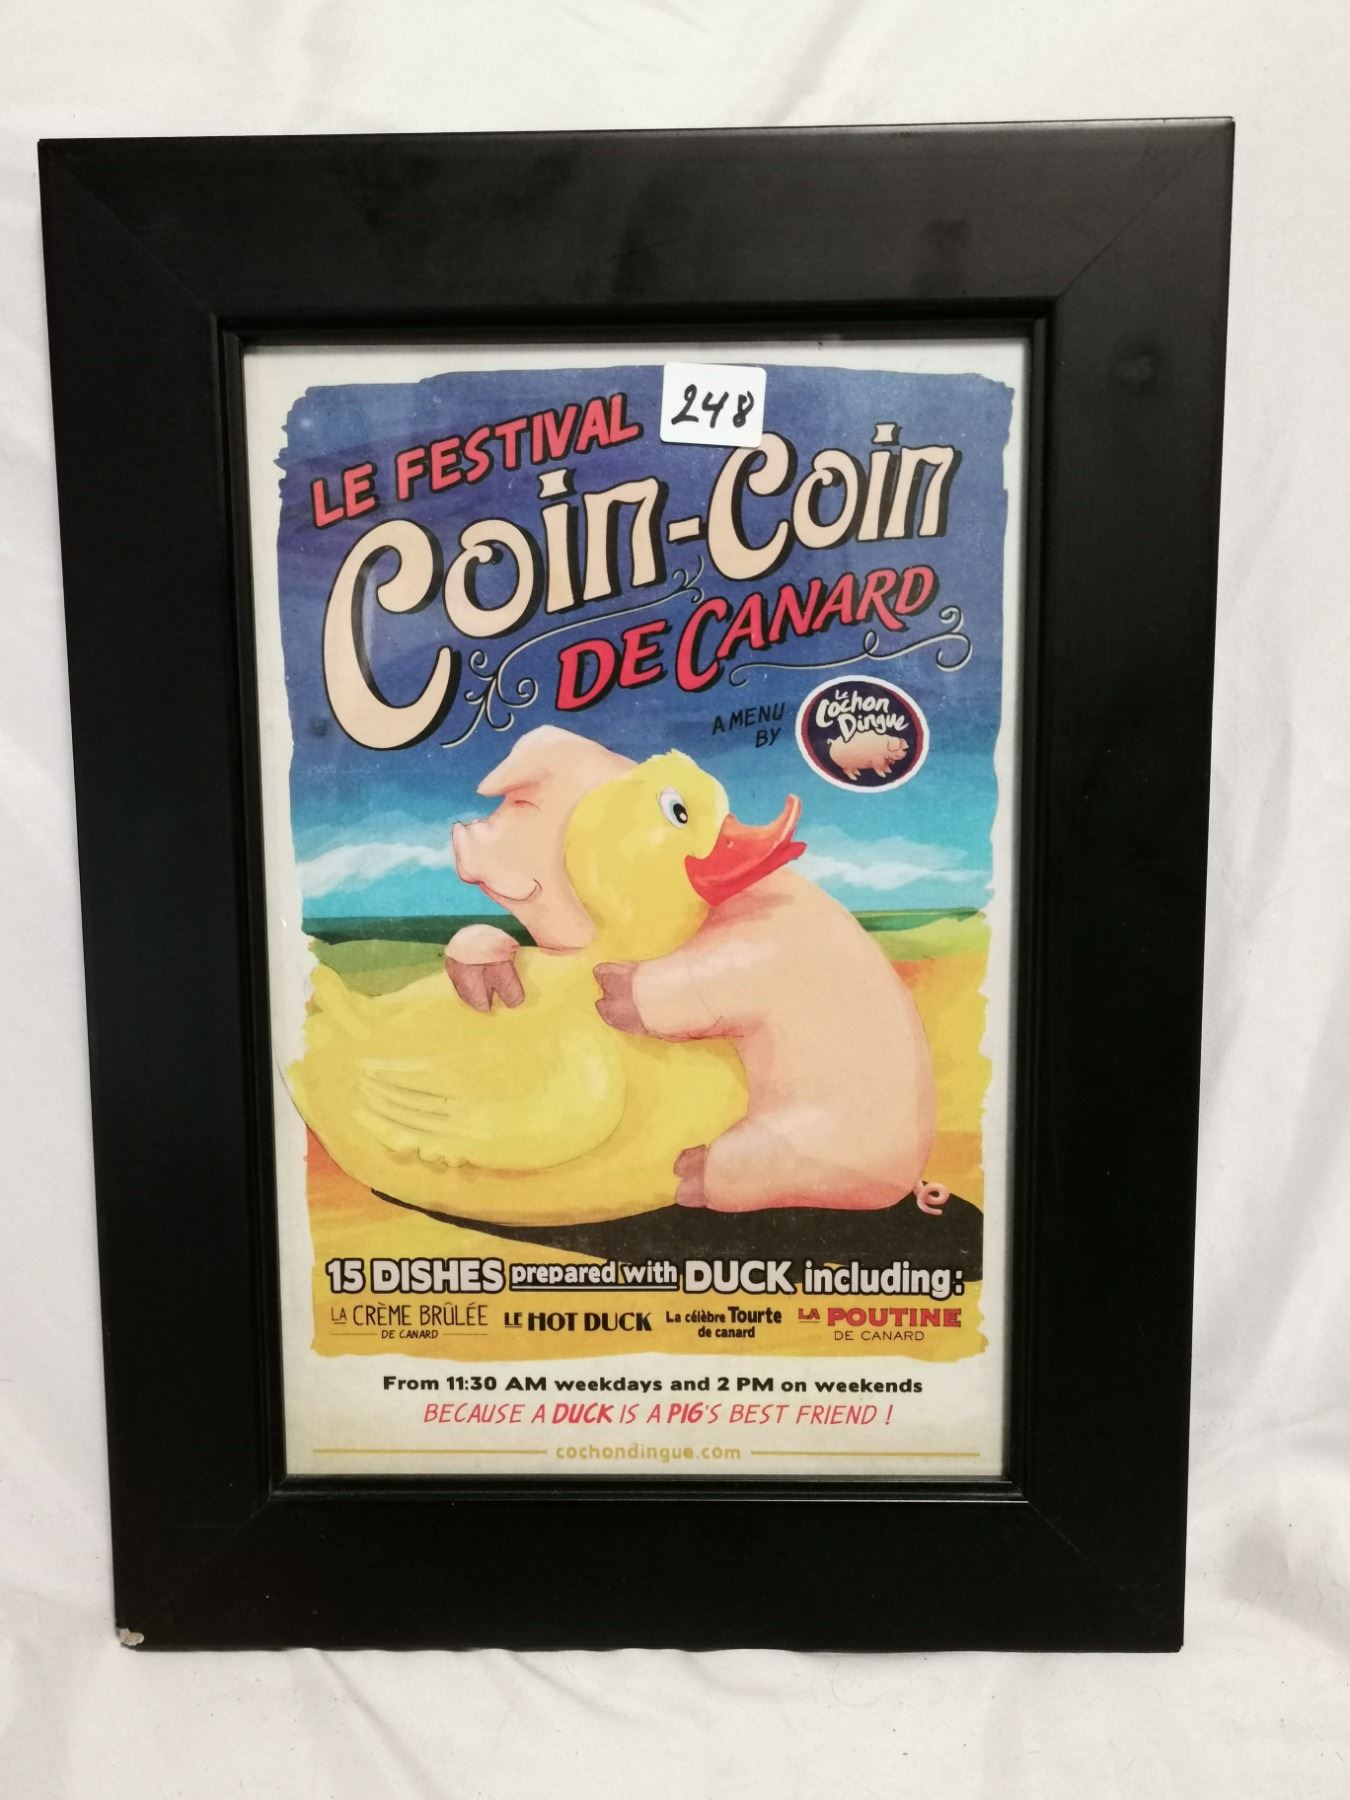 248
LE FESTIVAL
Coin-Coin
DE CANARD
A MENU
BY
Le
Cochon
Dingue
15 DISHES prepared with DUCK including:
LA CRÈME BRÛLÉE
DE CANARD
LE HOT DUCK
La célèbre Tourte
de canard
LA POUTINE
DE CANARD
From 11:30 AM weekdays and 2 PM on weekends
BECAUSE A DUCK IS A PIG'S BEST FRIEND !
cochondingue.com